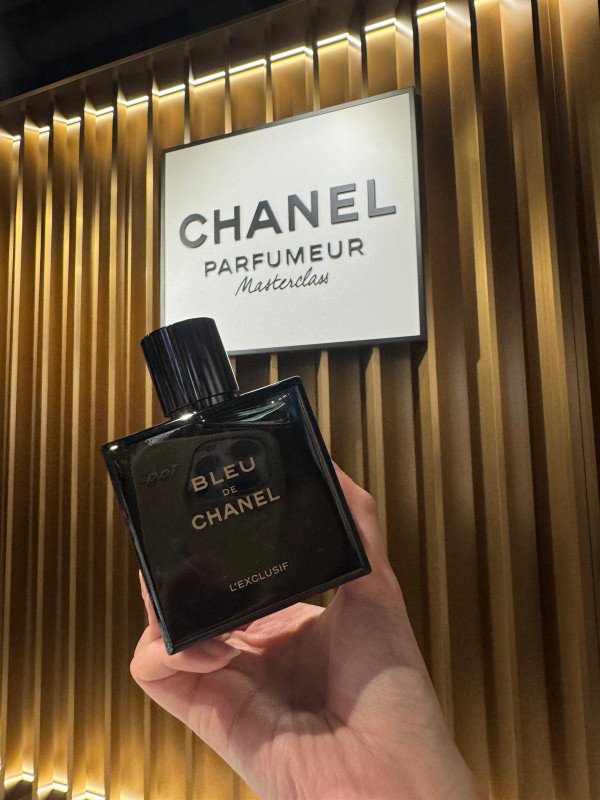 CHANEL
PARFUMEUR
Masterclass
BLEU
DE
CHANEL
L'EXCLUSIF